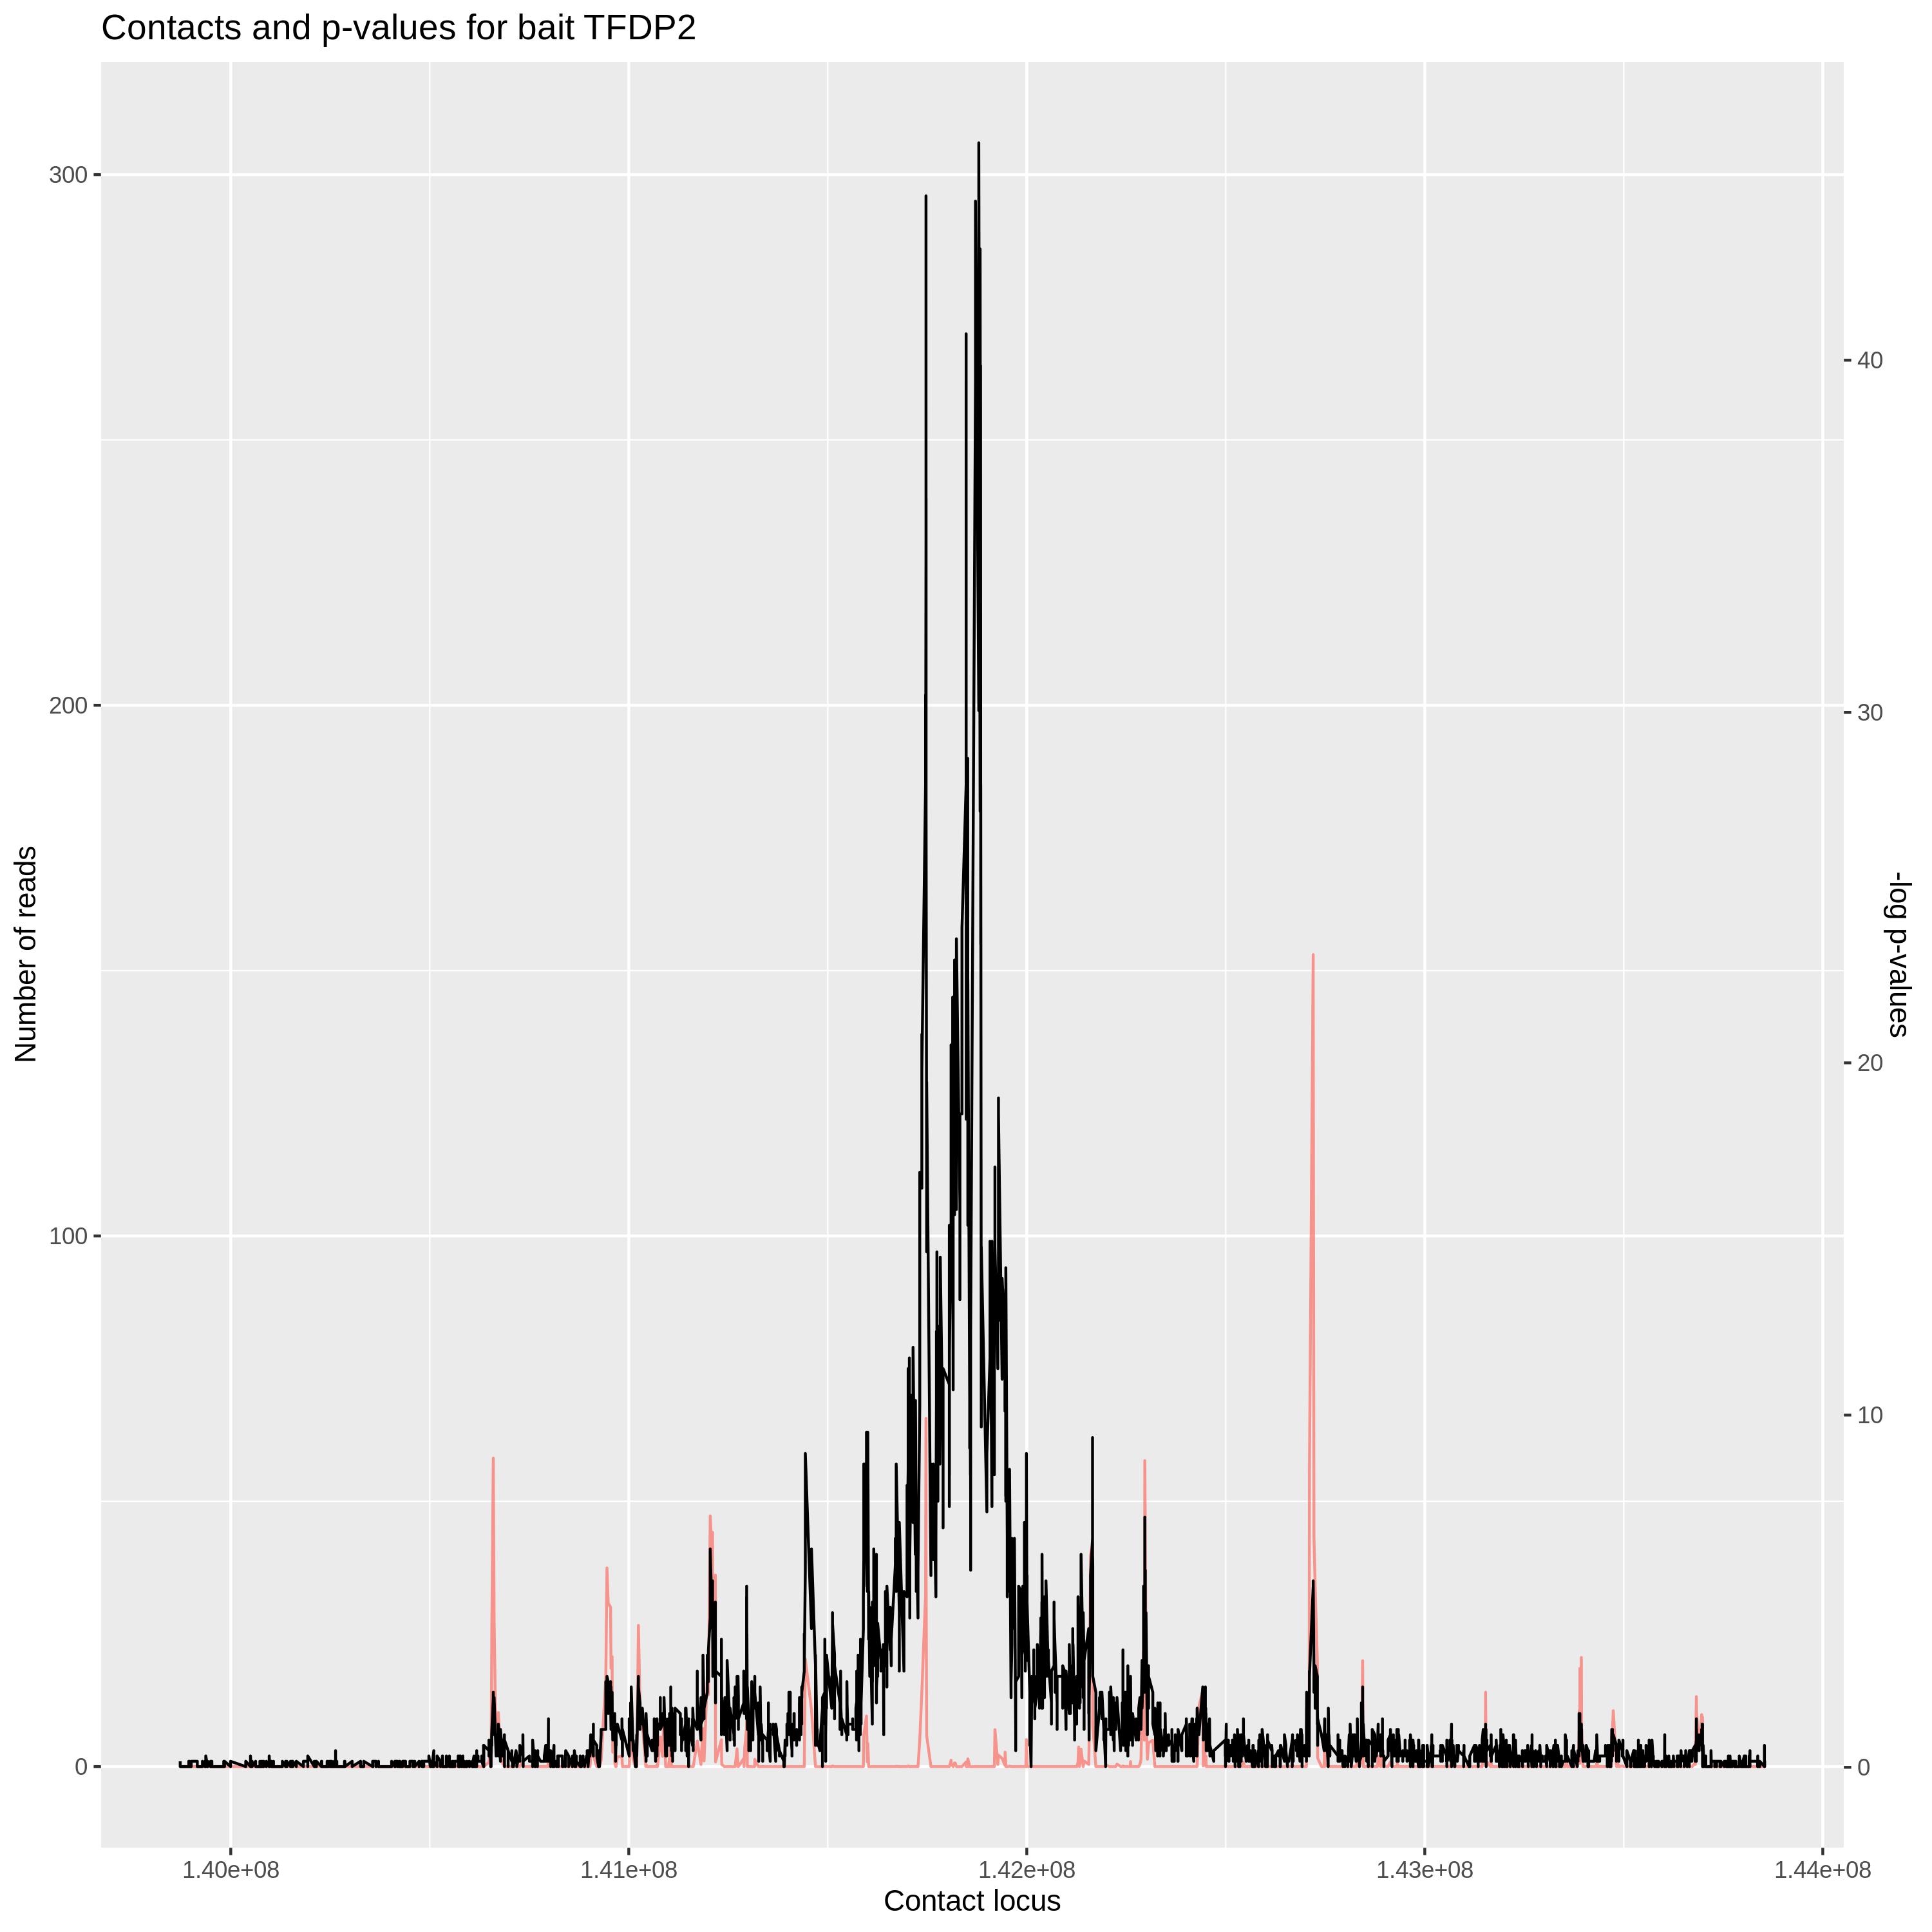 Contacts and p-values for bait TFDP2
300
200
100
0
Number of reads
40
30
20
10
0
-log p-values
1.40e+08
1.41e+08
1.42e+08
1.43e+08
1.44e+08
Contact locus